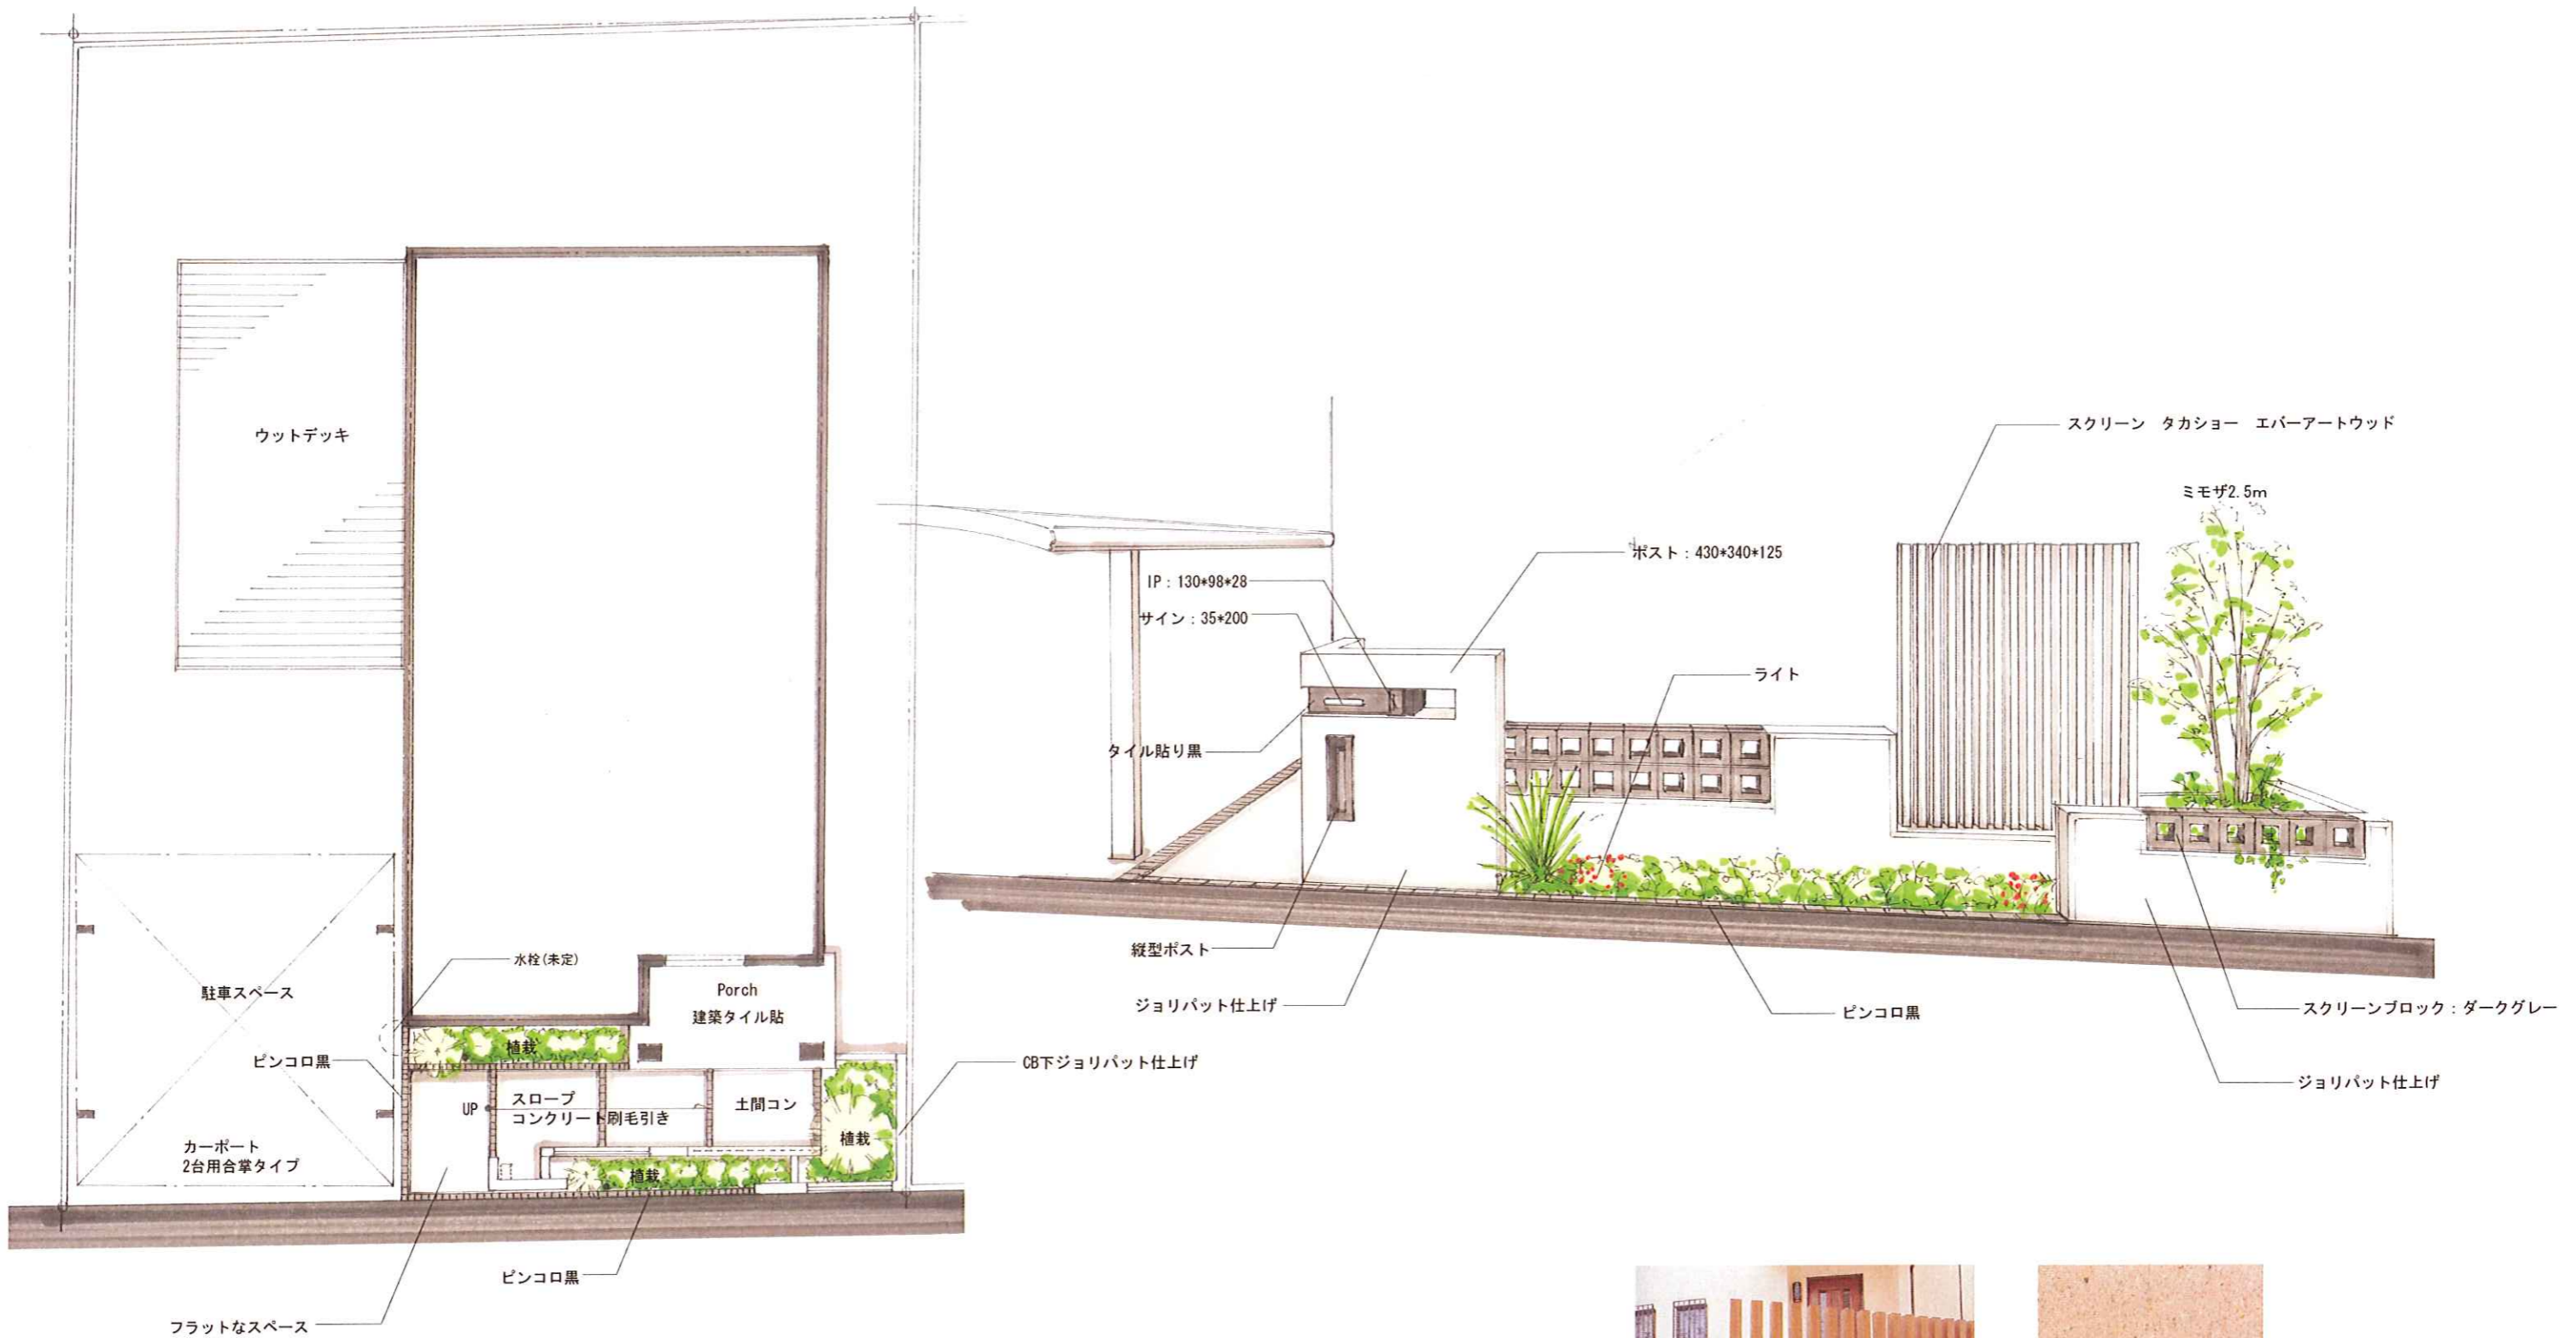 ウットデッキ
水栓(未定)
駐車スペース
Porch
建築タイル貼
植栽
ピンコロ黒
CB下ジョリパット仕上げ
UP
スロープ
コンクリート刷毛引き
土間コン
植栽
カーポート
2台用合掌タイプ
植栽
ピンコロ黒
フラットなスペース
スクリーン タカショー エバーアートウッド
ミモザ2.5m
ポスト：430*340*125
IP：130*98*28
サイン：35*200
ライト
タイル貼り黒
縦型ポスト
ジョリパット仕上げ
ピンコロ黒
スクリーンブロック：ダークグレー
ジョリパット仕上げ